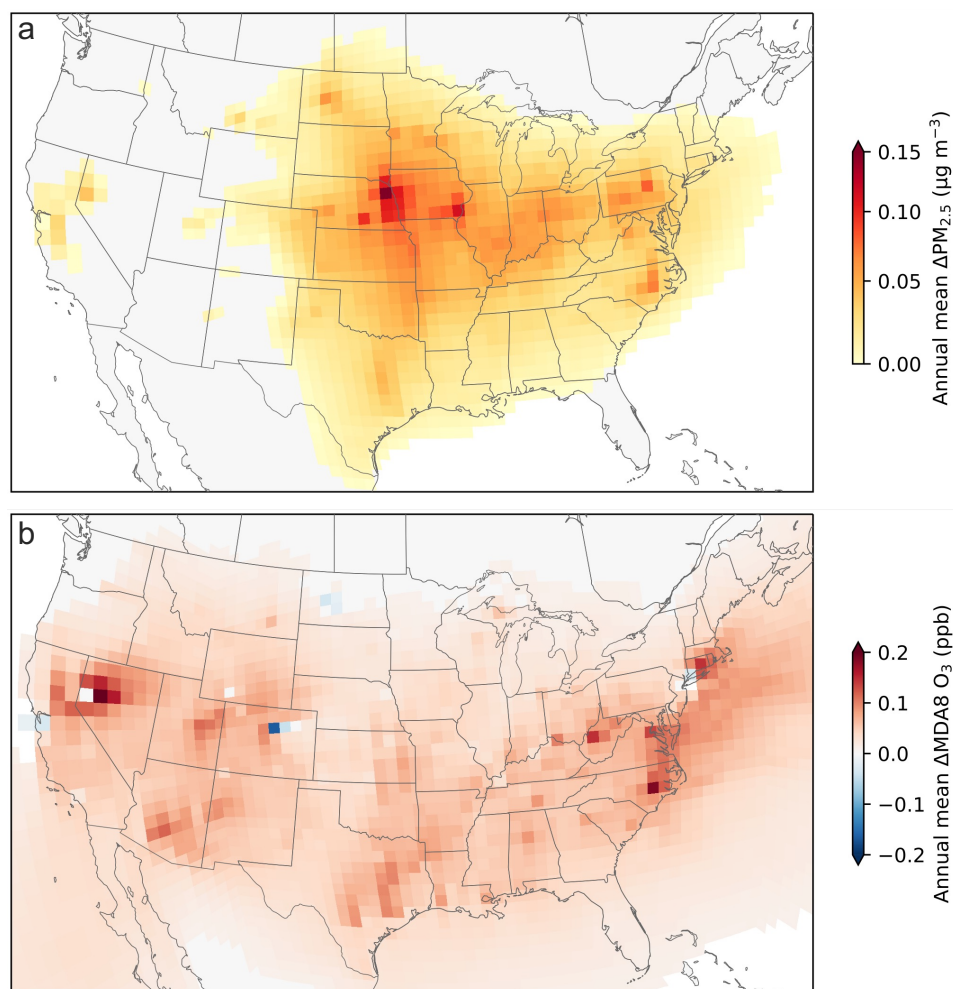 a
0.15
0.10
0.05
0.00
Annual mean ΔPM₂.₅ (μg m⁻³)
b
0.2
0.1
0.0
−0.1
−0.2
Annual mean ΔMDA8 O₃ (ppb)